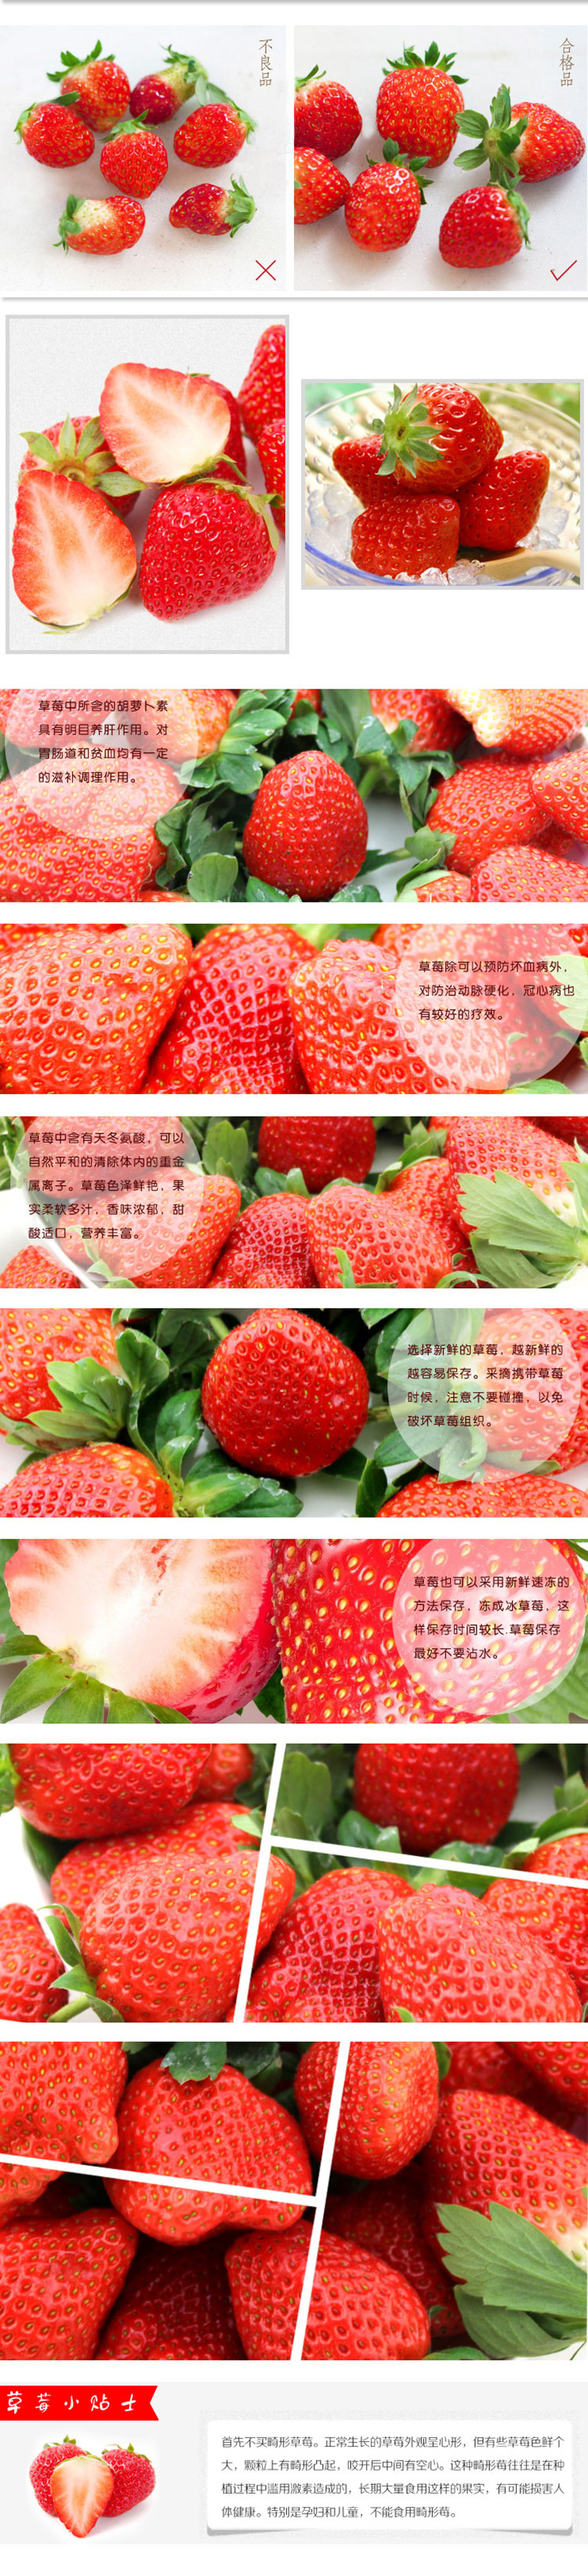 不良品
合格品
草莓中所含的胡萝卜素
具有明目养肝作用。对
胃肠道和贫血均有一定
的滋补调理作用。
草莓除可以预防坏血病外，
对防治动脉硬化，冠心病也
有较好的疗效。
草莓中含有天冬氨酸，可以
自然平和的清除体内的重金
属离子。草莓色泽鲜艳，果
实柔软多汁，香味浓郁，甜
酸适口，营养丰富。
选择新鲜的草莓，越新鲜的
越容易保存。采摘携带草莓
时候，注意不要碰撞，以免
破坏草莓组织。
草莓也可以采用新鲜速冻的
方法保存，冻成冰草莓，这
样保存时间较长.草莓保存
最好不要沾水。
草莓小贴士
首先不买畸形草莓。正常生长的草莓外观呈心形，但有些草莓色鲜个
大，颗粒上有畸形凸起，咬开后中间有空心。这种畸形莓往往是在种
植过程中滥用激素造成的，长期大量食用这样的果实，有可能损害人
体健康。特别是孕妇和儿童，不能食用畸形莓。